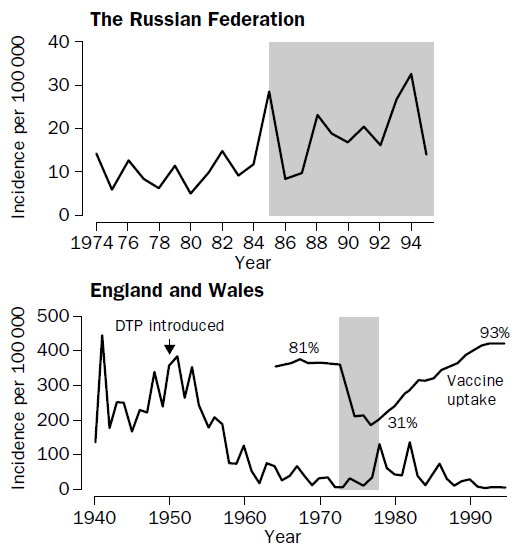 The Russian Federation
Incidence per 100 000
40
30
20
10
0
1974 76 78 80 82 84 86 88 90 92 94
Year
England and Wales
Incidence per 100 000
500
400
300
200
100
0
DTP introduced
81%
93%
Vaccine
uptake
31%
1940 1950 1960 1970 1980 1990
Year